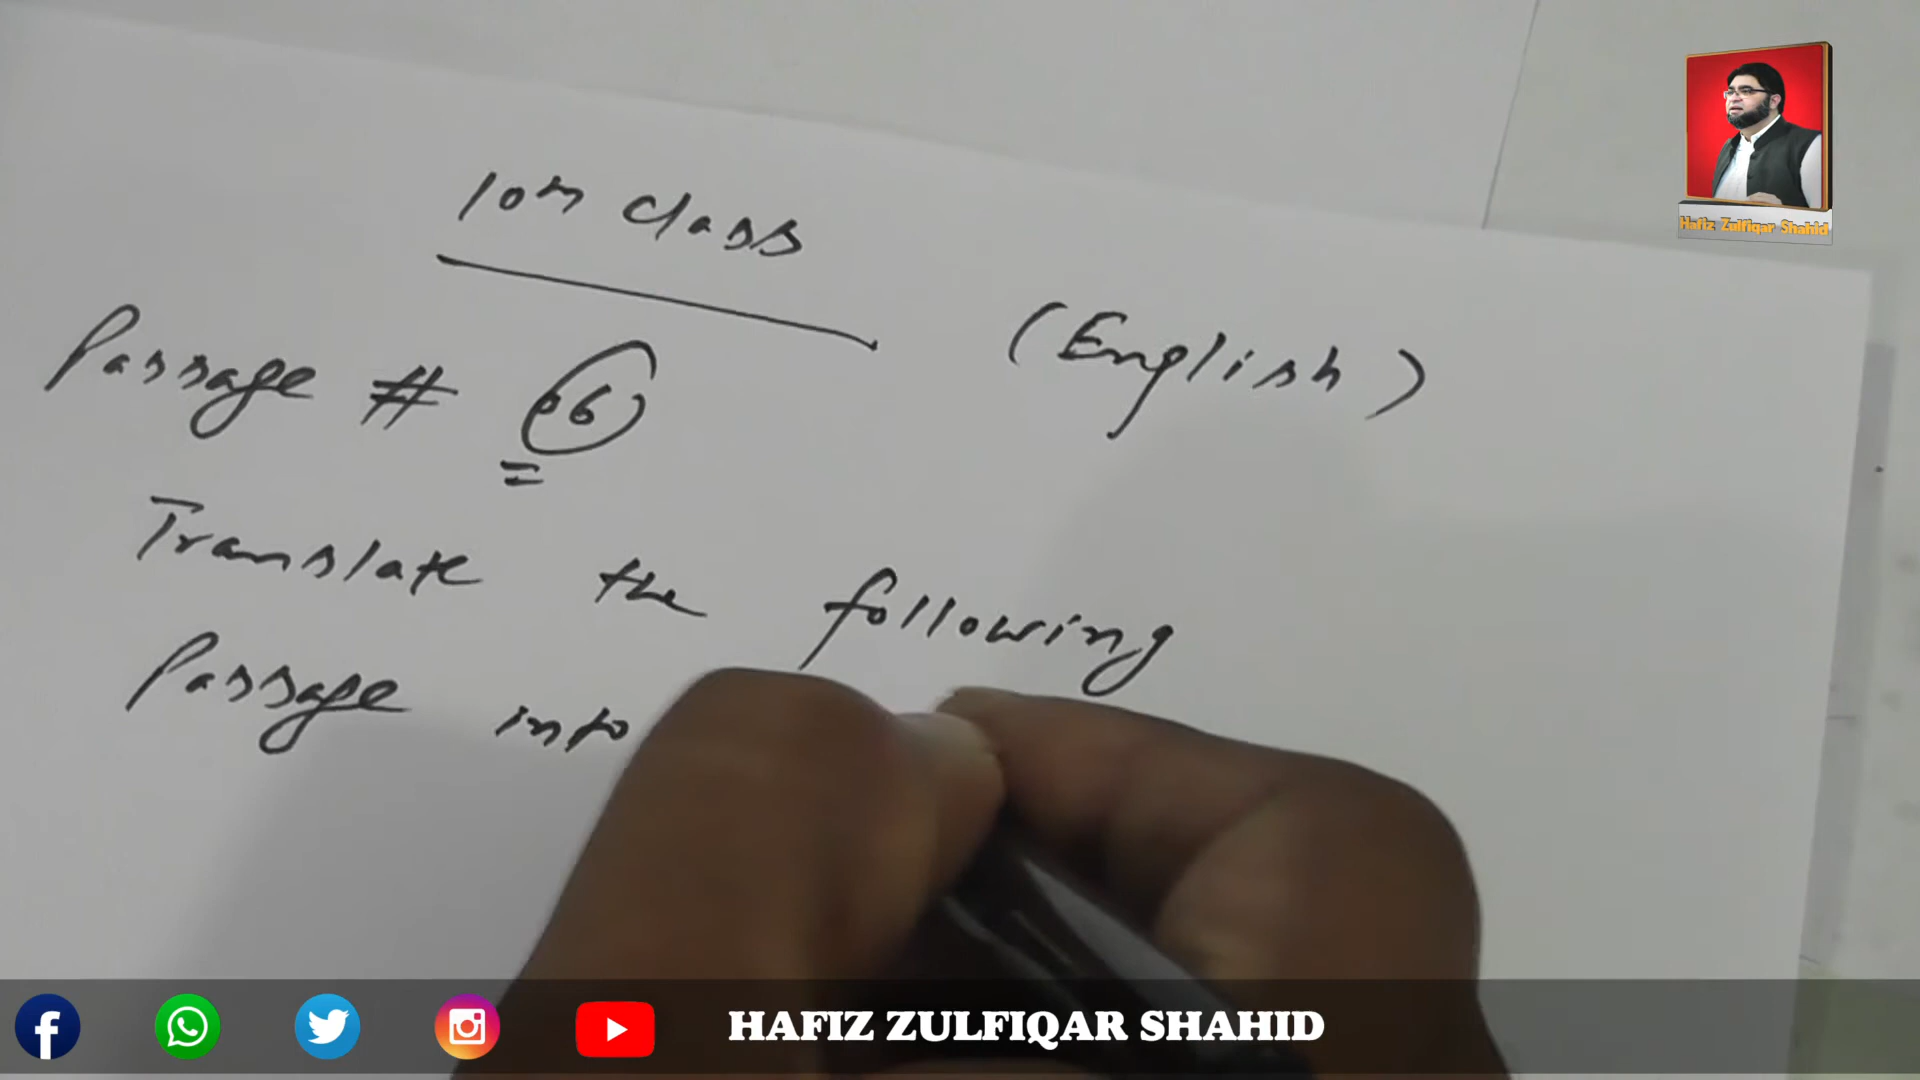 10th class
(English)
Passage # 06
Translate the following
Passage into
Hafiz Zulfiqar Shahid
HAFIZ ZULFIQAR SHAHID